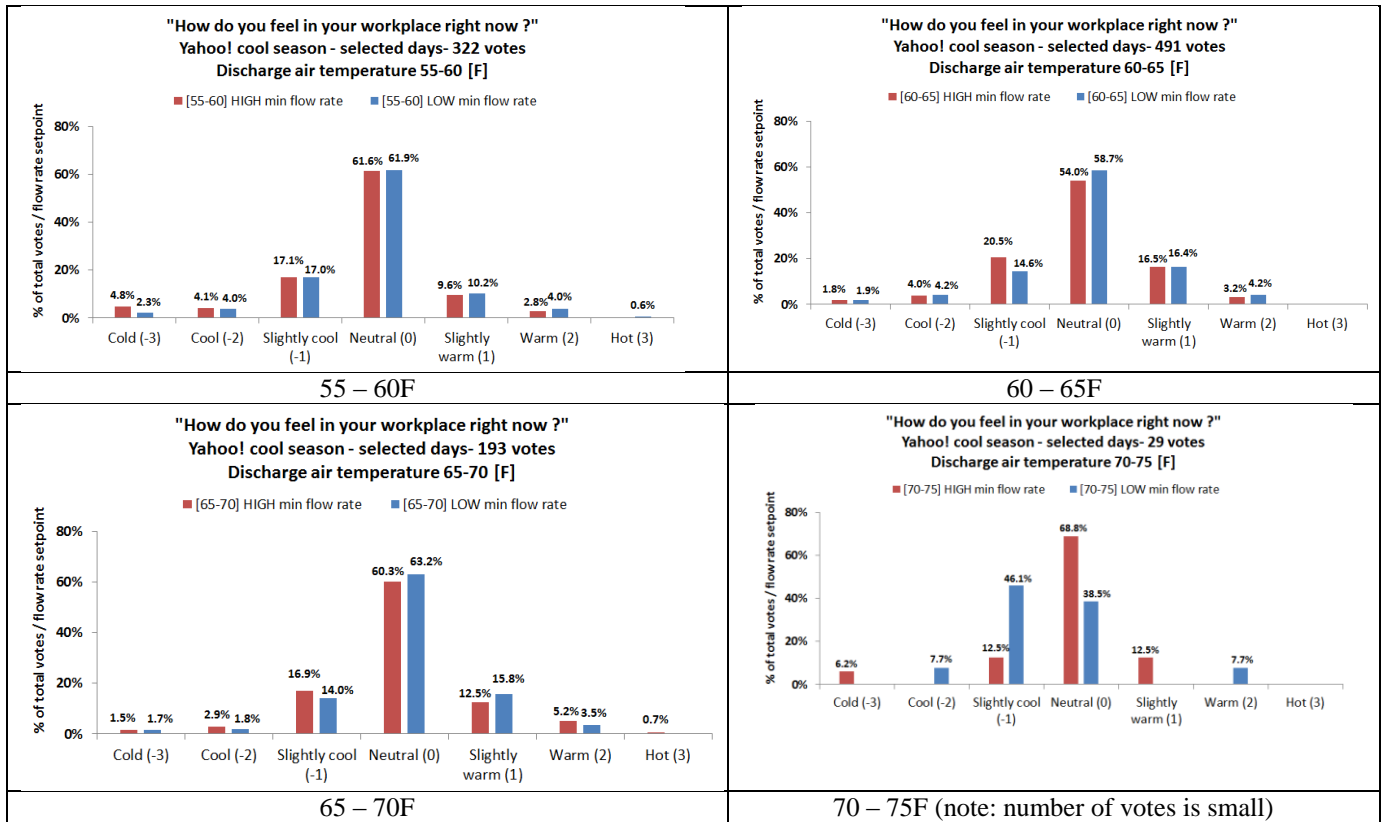 "How do you feel in your workplace right now ?"
Yahoo! cool season - selected days- 322 votes
Discharge air temperature 55-60 [F]
[55-60] HIGH min flow rate [55-60] LOW min flow rate
% of total votes / flow rate setpoint
80%
60%
40%
20%
0%
4.8% 2.3%
4.1% 4.0%
17.1% 17.0%
61.6% 61.9%
9.6% 10.2%
2.8% 4.0%
0.6%
Cold (-3) Cool (-2) Slightly cool Neutral (0) Slightly Warm (2) Hot (3)
(-1) warm (1)
55 – 60F
"How do you feel in your workplace right now ?"
Yahoo! cool season - selected days- 491 votes
Discharge air temperature 60-65 [F]
[60-65] HIGH min flow rate [60-65] LOW min flow rate
% of total votes / flow rate setpoint
80%
60%
40%
20%
0%
1.8% 1.9%
4.0% 4.2%
20.5% 14.6%
54.0% 58.7%
16.5% 16.4%
3.2% 4.2%
Cold (-3) Cool (-2) Slightly cool Neutral (0) Slightly Warm (2) Hot (3)
(-1) warm (1)
60 – 65F
"How do you feel in your workplace right now ?"
Yahoo! cool season - selected days- 193 votes
Discharge air temperature 65-70 [F]
[65-70] HIGH min flow rate [65-70] LOW min flow rate
% of total votes / flow rate setpoint
80%
60%
40%
20%
0%
1.5% 1.7%
2.9% 1.8%
16.9% 14.0%
60.3% 63.2%
12.5% 15.8%
5.2% 3.5%
0.7%
Cold (-3) Cool (-2) Slightly cool Neutral (0) Slightly Warm (2) Hot (3)
(-1) warm (1)
65 – 70F
"How do you feel in your workplace right now ?"
Yahoo! cool season - selected days- 29 votes
Discharge air temperature 70-75 [F]
[70-75] HIGH min flow rate [70-75] LOW min flow rate
% of total votes / flow rate setpoint
80%
60%
40%
20%
0%
6.2%
7.7%
12.5% 46.1%
68.8% 38.5%
12.5%
7.7%
Cold (-3) Cool (-2) Slightly cool Neutral (0) Slightly Warm (2) Hot (3)
(-1) warm (1)
70 – 75F (note: number of votes is small)